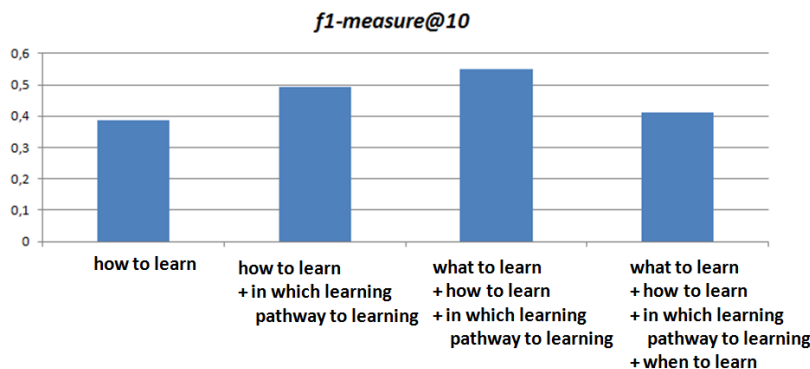 f1-measure@10
0,6
0,5
0,4
0,3
0,2
0,1
0
how to learn
how to learn
+ in which learning
pathway to learning
what to learn
+ how to learn
+ in which learning
pathway to learning
what to learn
+ how to learn
+ in which learning
pathway to learning
+ when to learn